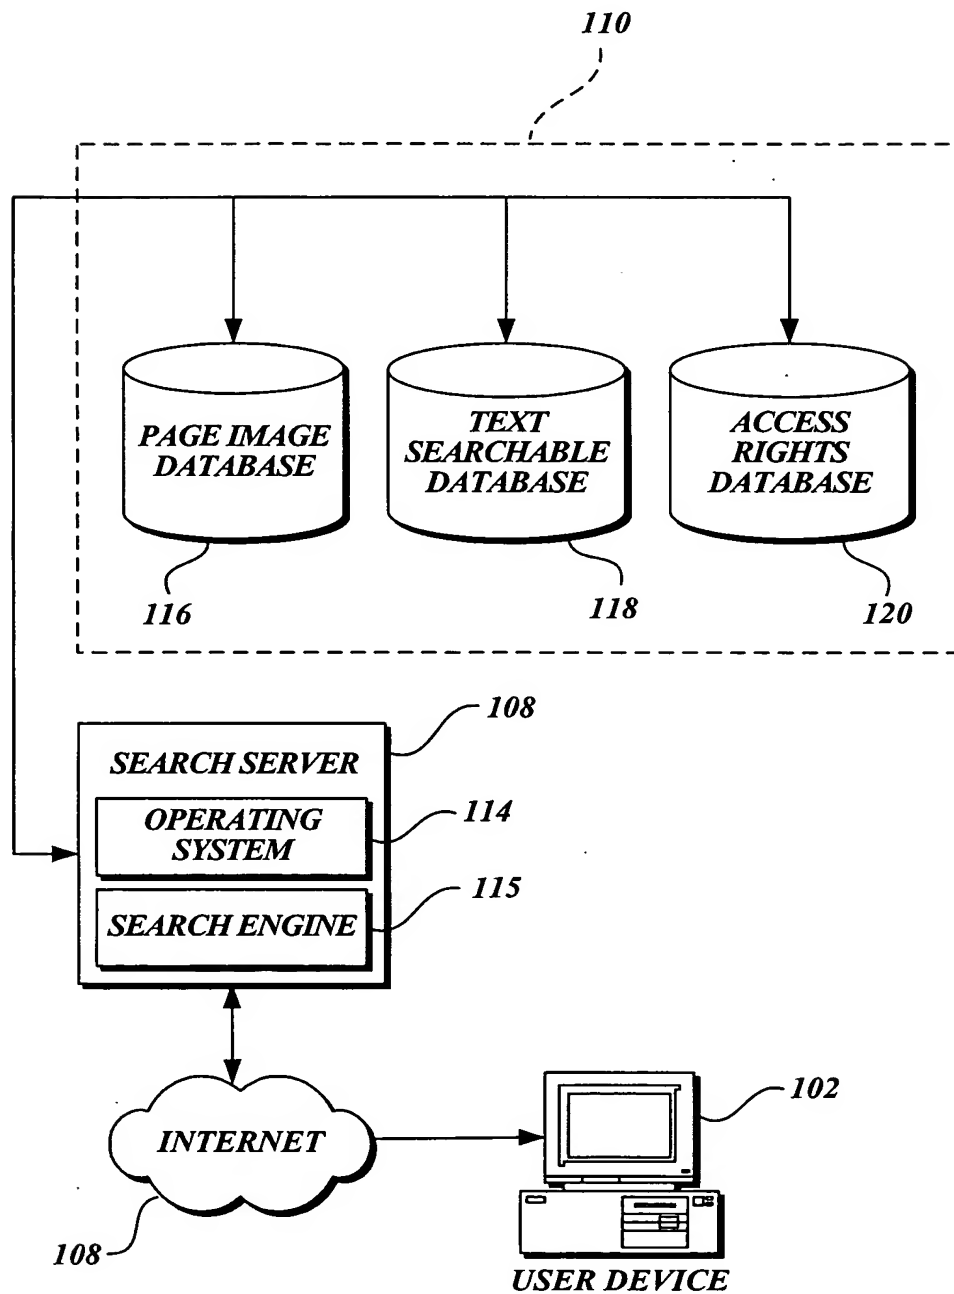 110
PAGE IMAGE
DATABASE
TEXT
SEARCHABLE
DATABASE
ACCESS
RIGHTS
DATABASE
116
118
120
108
SEARCH SERVER
OPERATING
SYSTEM
114
SEARCH ENGINE
115
INTERNET
102
108
USER DEVICE